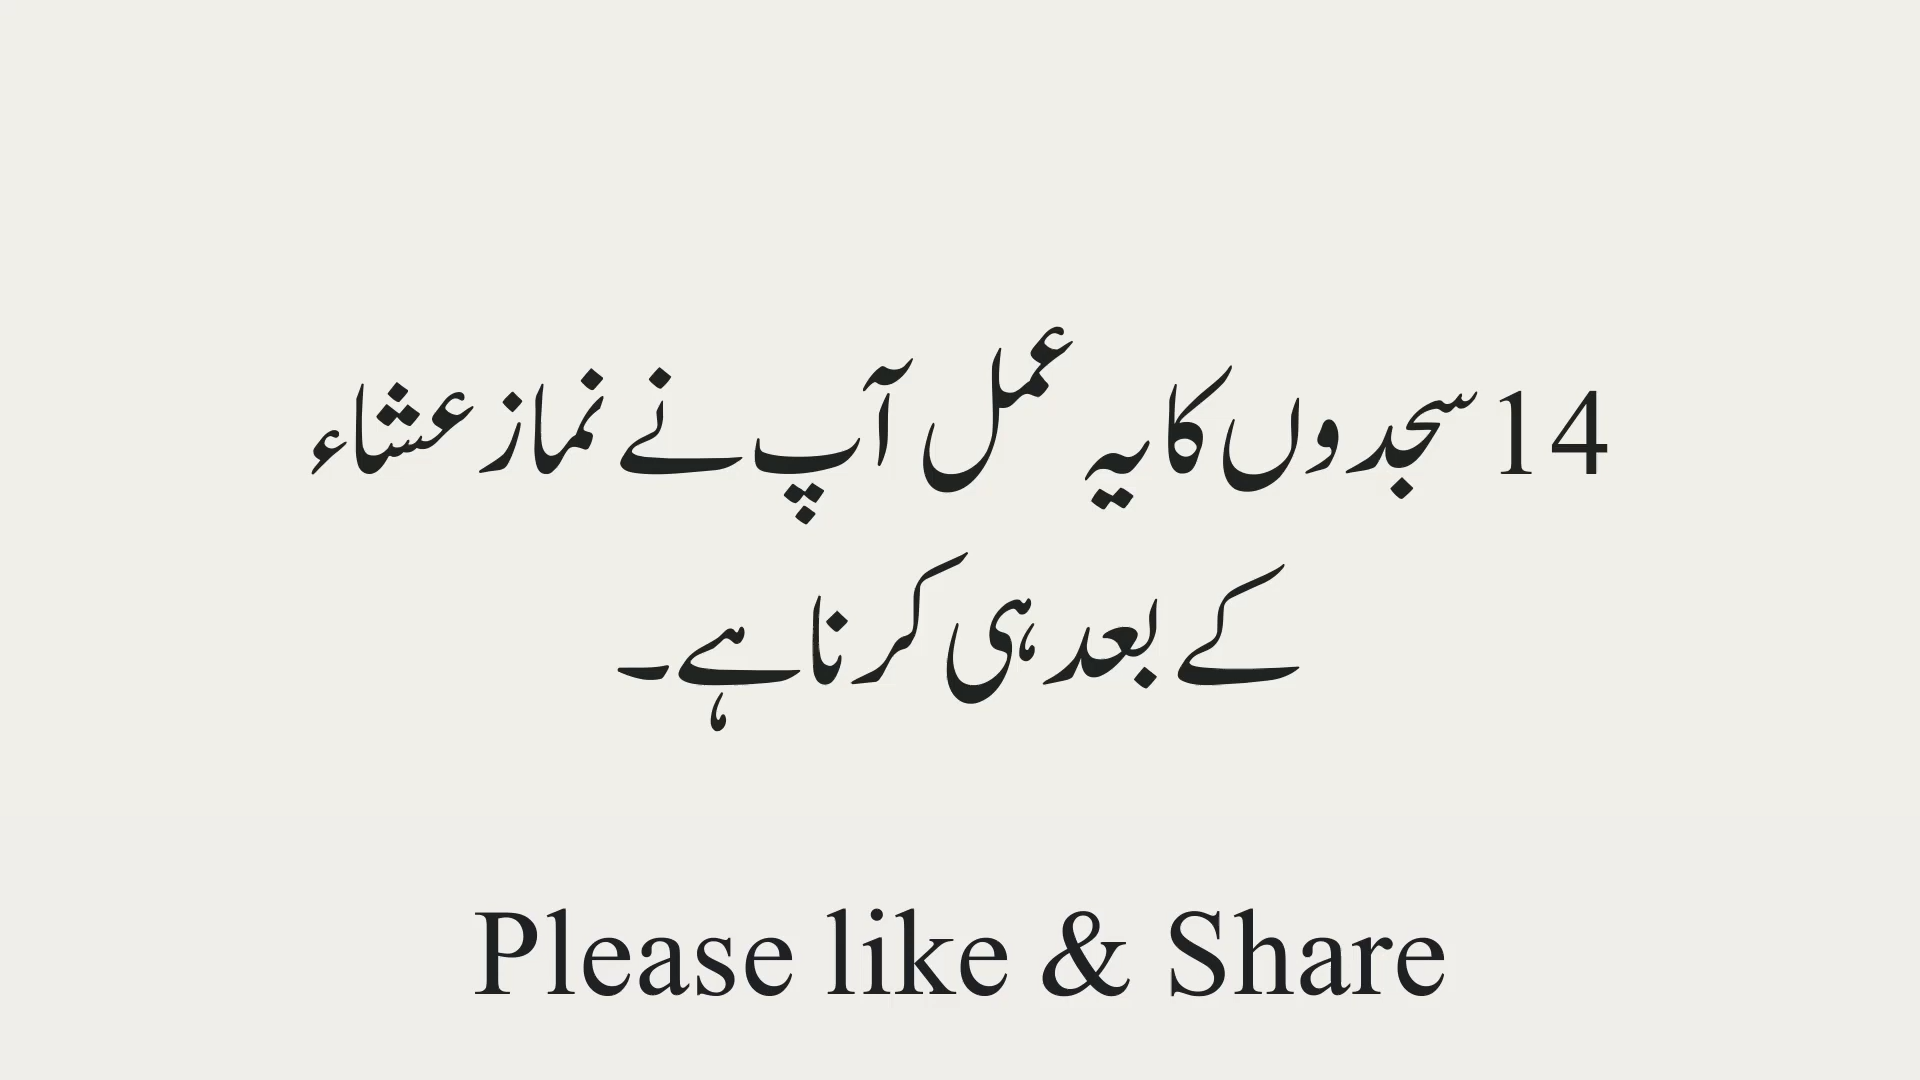 14 سجدوں کا یہ عمل آپ نے نماز عشاء
کے بعد ہی کرنا ہے۔
Please like & Share